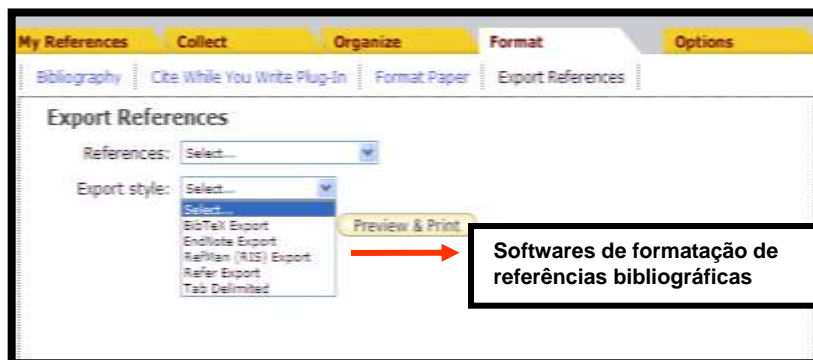 My References Collect Organize Format Options
Bibliography Cite While You Write Plug-In Format Paper Export References
Export References
References: Select...
Export style: Select...
Select...
BibTeX Export
EndNote Export
RefMan (RIS) Export
Refer Export
Tab Delimited
Preview & Print
Softwares de formatação de
referências bibliográficas